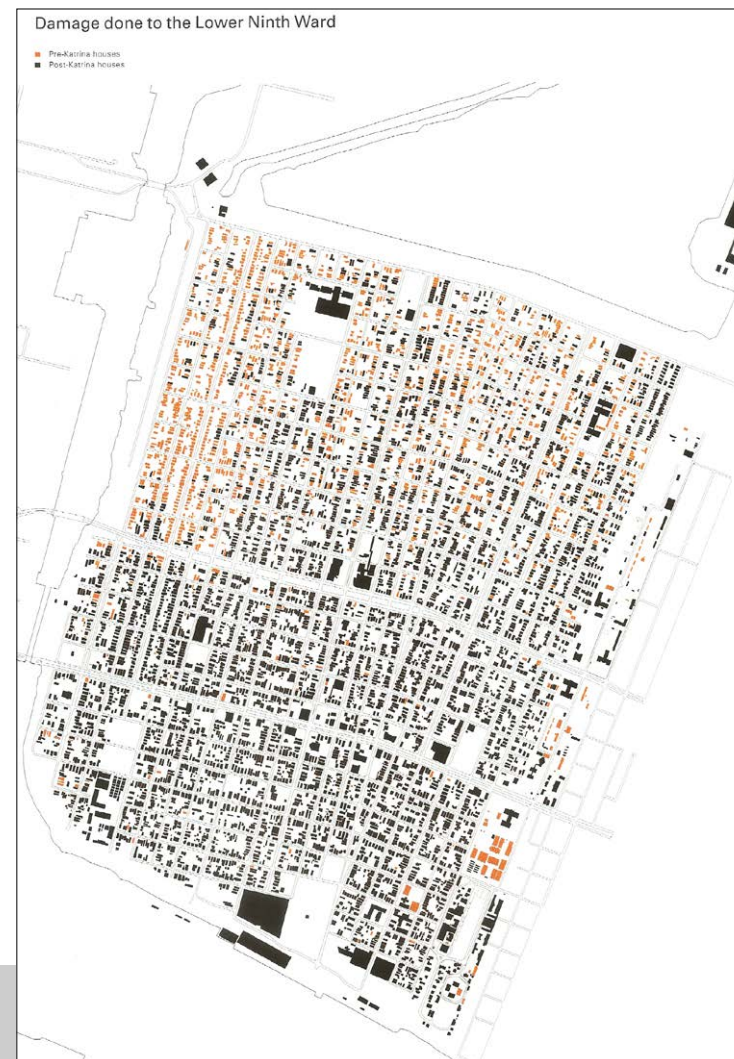 Damage done to the Lower Ninth Ward
Pre-Katrina houses
Post-Katrina houses